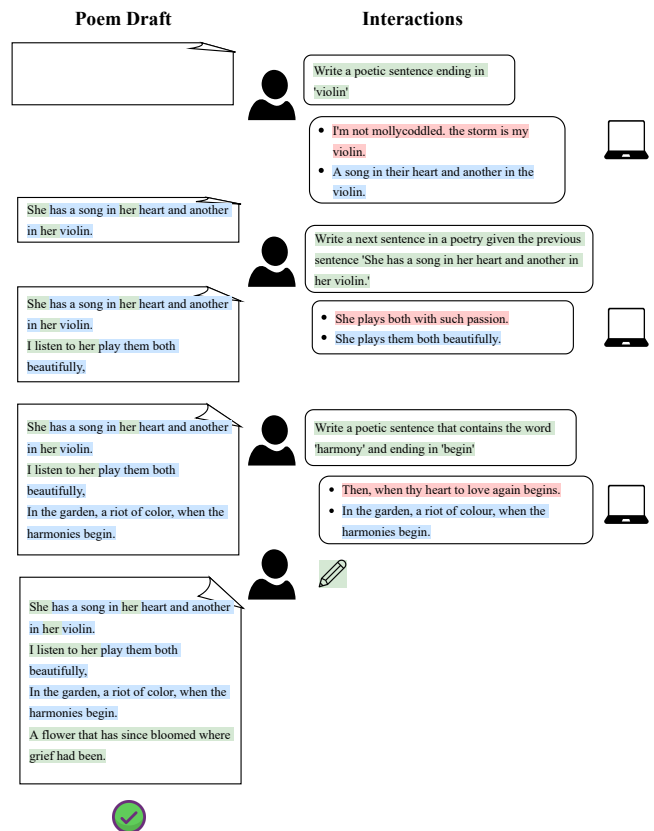 Poem Draft
Interactions
Write a poetic sentence ending in
'violin'
I'm not mollycoddled. the storm is my
violin.
A song in their heart and another in the
violin.
She has a song in her heart and another
in her violin.
Write a next sentence in a poetry given the previous
sentence 'She has a song in her heart and another in
her violin.'
She plays both with such passion.
She plays them both beautifully.
She has a song in her heart and another
in her violin.
I listen to her play them both
beautifully,
Write a poetic sentence that contains the word
'harmony' and ending in 'begin'
Then, when thy heart to love again begins.
In the garden, a riot of colour, when the
harmonies begin.
She has a song in her heart and another
in her violin.
I listen to her play them both
beautifully,
In the garden, a riot of color, when the
harmonies begin.
She has a song in her heart and another
in her violin.
I listen to her play them both
beautifully,
In the garden, a riot of color, when the
harmonies begin.
A flower that has since bloomed where
grief had been.